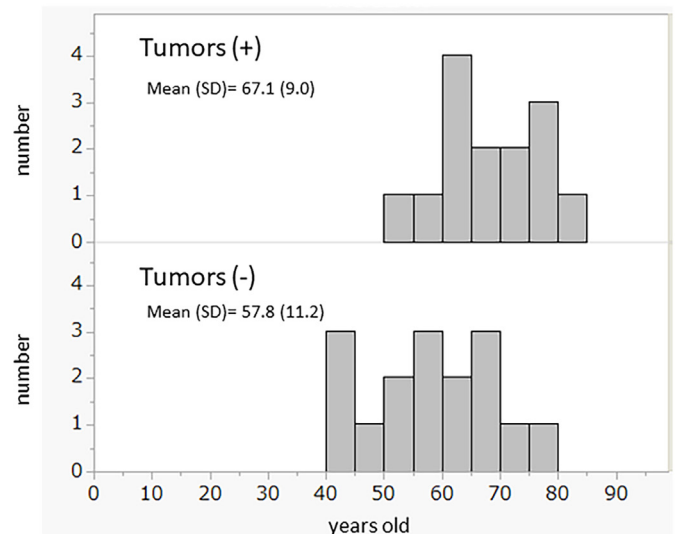 Tumors (+)
Mean (SD)= 67.1 (9.0)
number
4
3
2
1
0
Tumors (-)
Mean (SD)= 57.8 (11.2)
number
4
3
2
1
0
0 10 20 30 40 50 60 70 80 90
years old